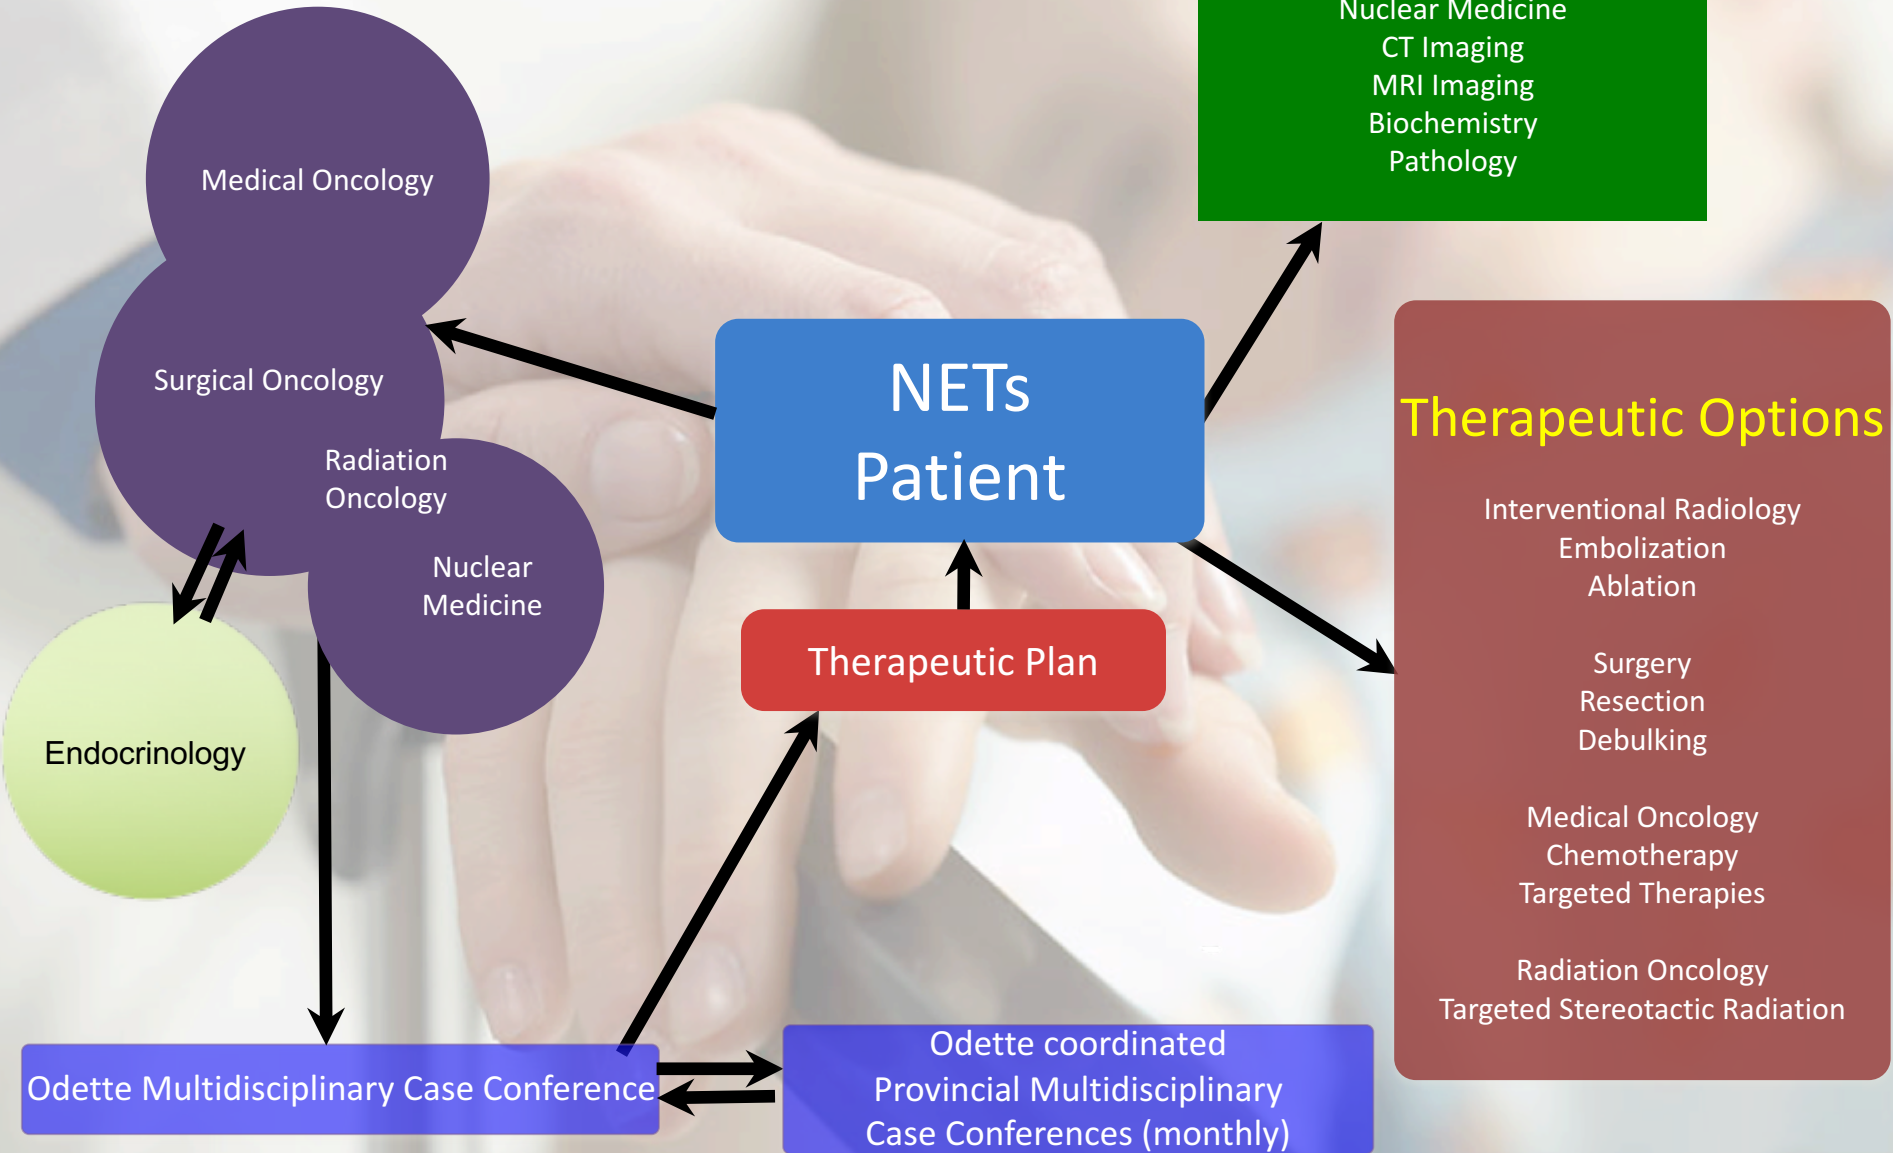 Nuclear Medicine
CT Imaging
MRI Imaging
Biochemistry
Pathology
Medical Oncology
Surgical Oncology
Radiation
Oncology
Nuclear
Medicine
Endocrinology
NETs
Patient
Therapeutic Plan
Therapeutic Options
Interventional Radiology
Embolization
Ablation
Surgery
Resection
Debulking
Medical Oncology
Chemotherapy
Targeted Therapies
Radiation Oncology
Targeted Stereotactic Radiation
Odette Multidisciplinary Case Conference
Odette coordinated
Provincial Multidisciplinary
Case Conferences (monthly)